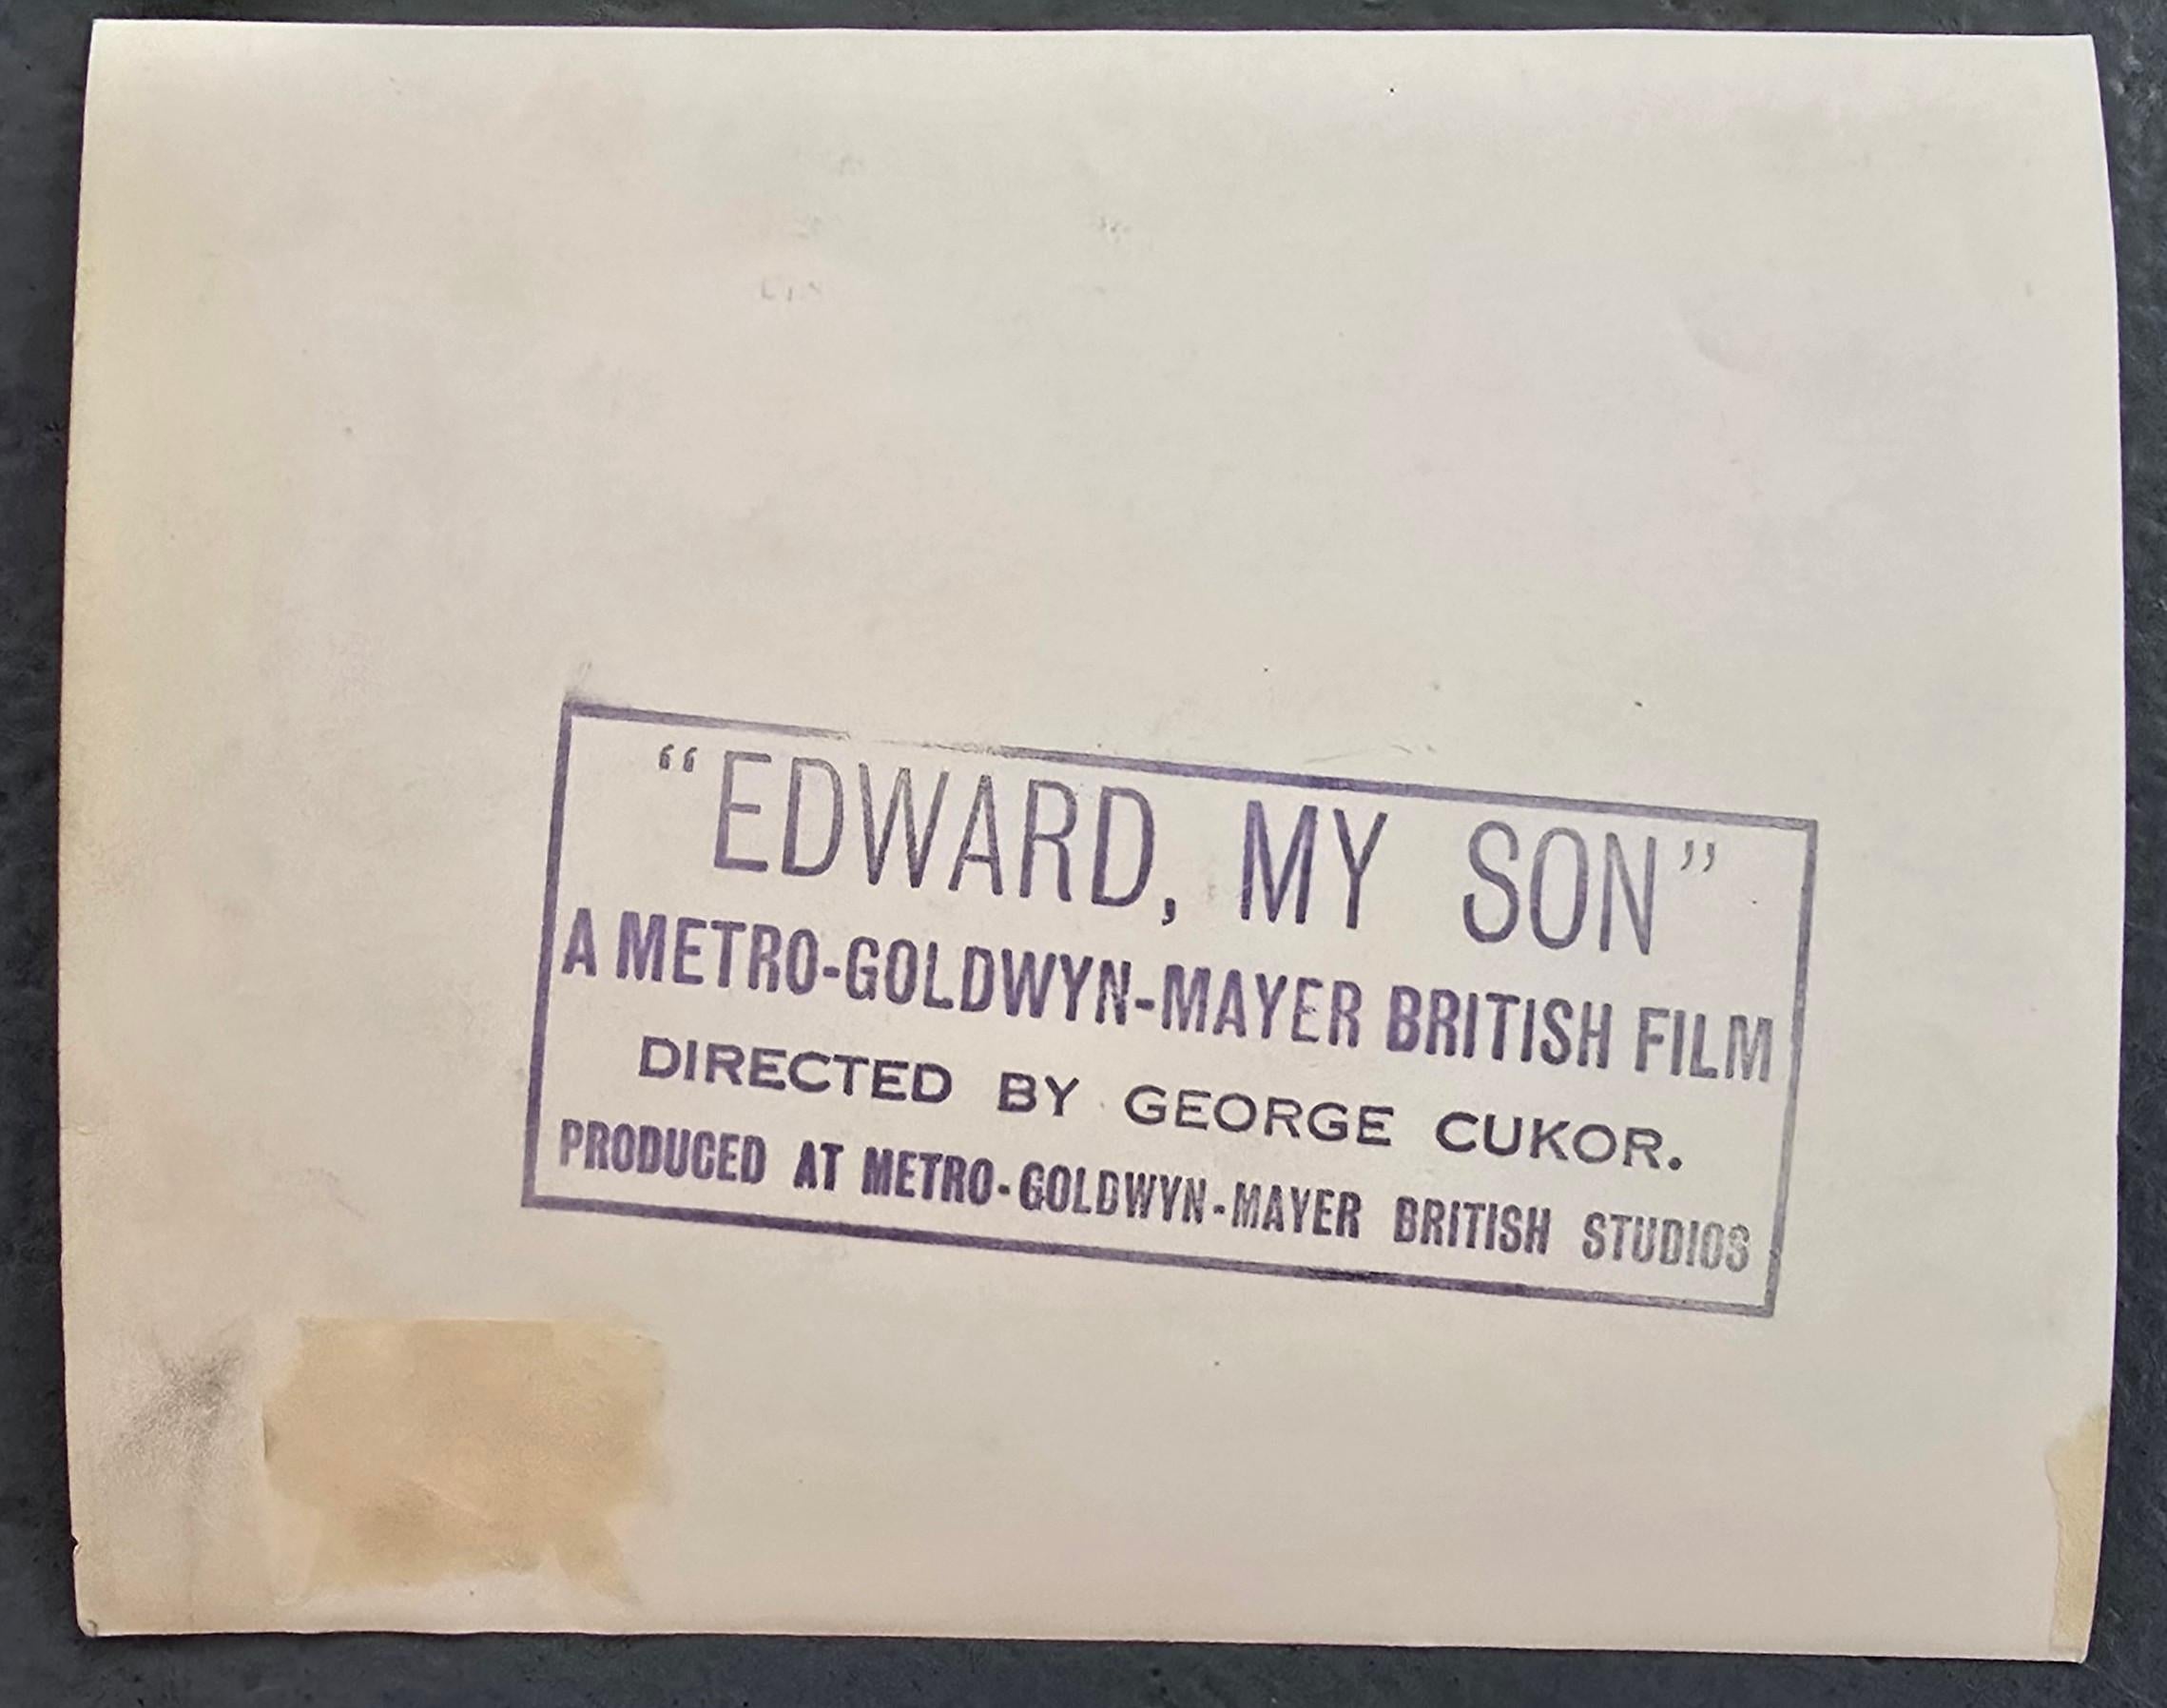 “EDWARD, MY SON”
A METRO-GOLDWYN-MAYER BRITISH FILM
DIRECTED BY GEORGE CUKOR.
PRODUCED AT METRO-GOLDWYN-MAYER BRITISH STUDIOS